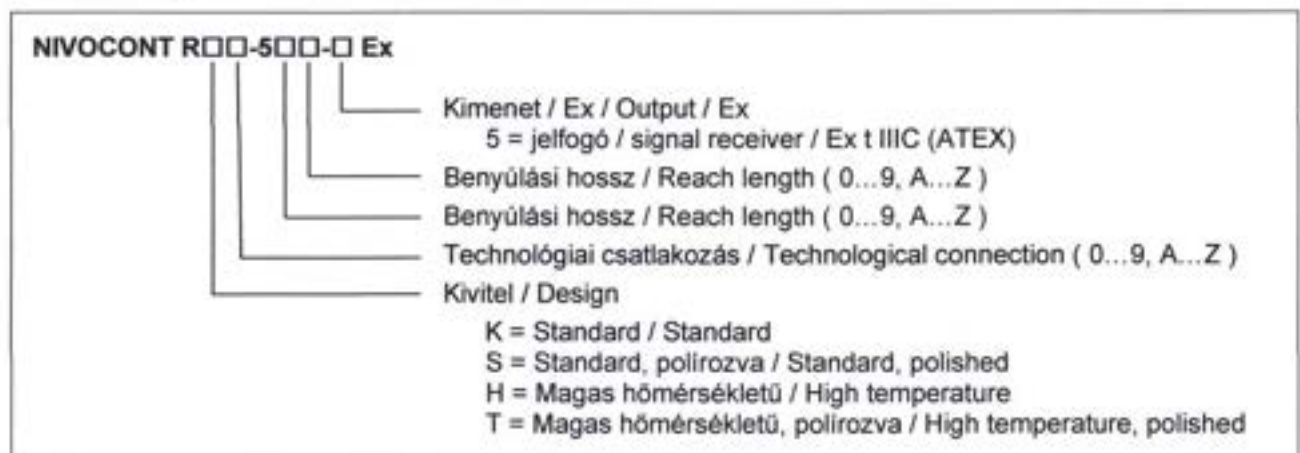 NIVOCONT R□□-5□□-□ Ex
Kimenet / Ex / Output / Ex
5 = jelfogó / signal receiver / Ex t IIIC (ATEX)
Benyúlási hossz / Reach length ( 0...9, A...Z )
Benyúlási hossz / Reach length ( 0...9, A...Z )
Technológiai csatlakozás / Technological connection ( 0...9, A...Z )
Kivitel / Design
K = Standard / Standard
S = Standard, polírozva / Standard, polished
H = Magas hőmérsékletű / High temperature
T = Magas hőmérsékletű, polírozva / High temperature, polished